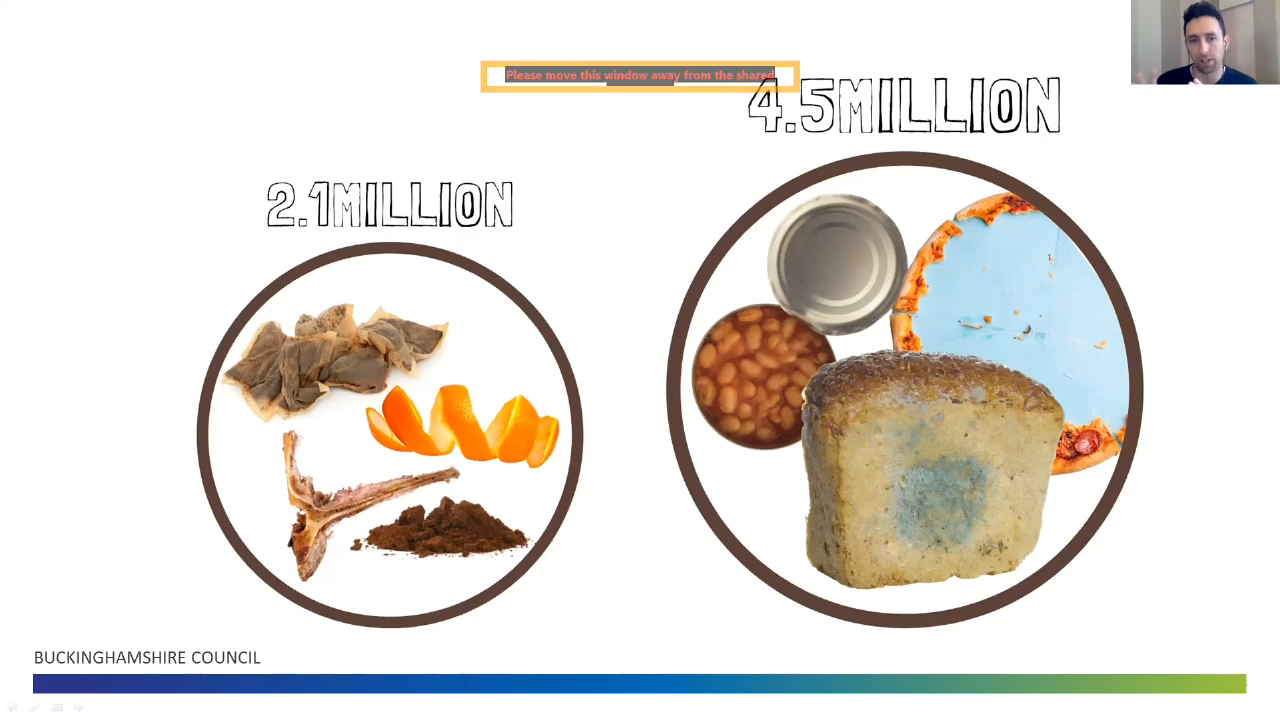 Please move this window away from the shared
4.5MILLION
2.1MILLION
BUCKINGHAMSHIRE COUNCIL